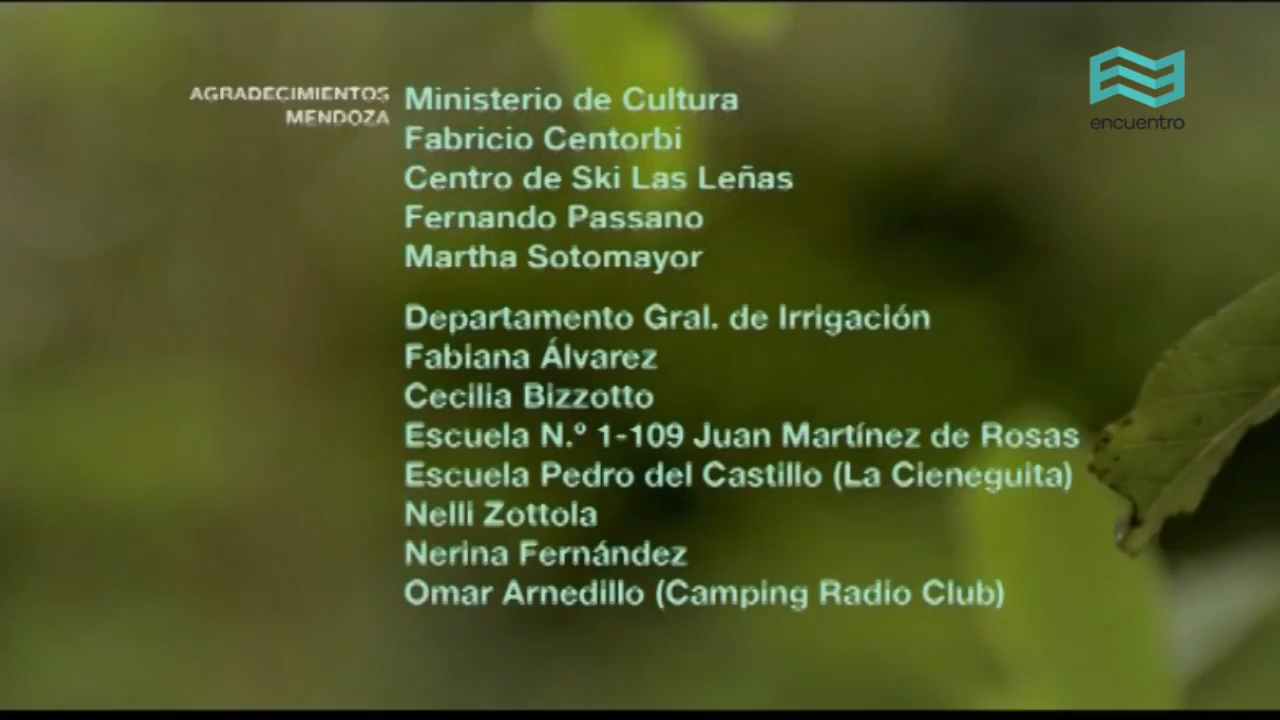 AGRADECIMIENTOS
MENDOZA
Ministerio de Cultura
Fabricio Centorbi
Centro de Ski Las Leñas
Fernando Passano
Martha Sotomayor
Departamento Gral. de Irrigación
Fabiana Álvarez
Cecilia Bizzotto
Escuela N.º 1-109 Juan Martínez de Rosas
Escuela Pedro del Castillo (La Cieneguita)
Nelli Zottola
Nerina Fernández
Omar Arnedillo (Camping Radio Club)
encuentro